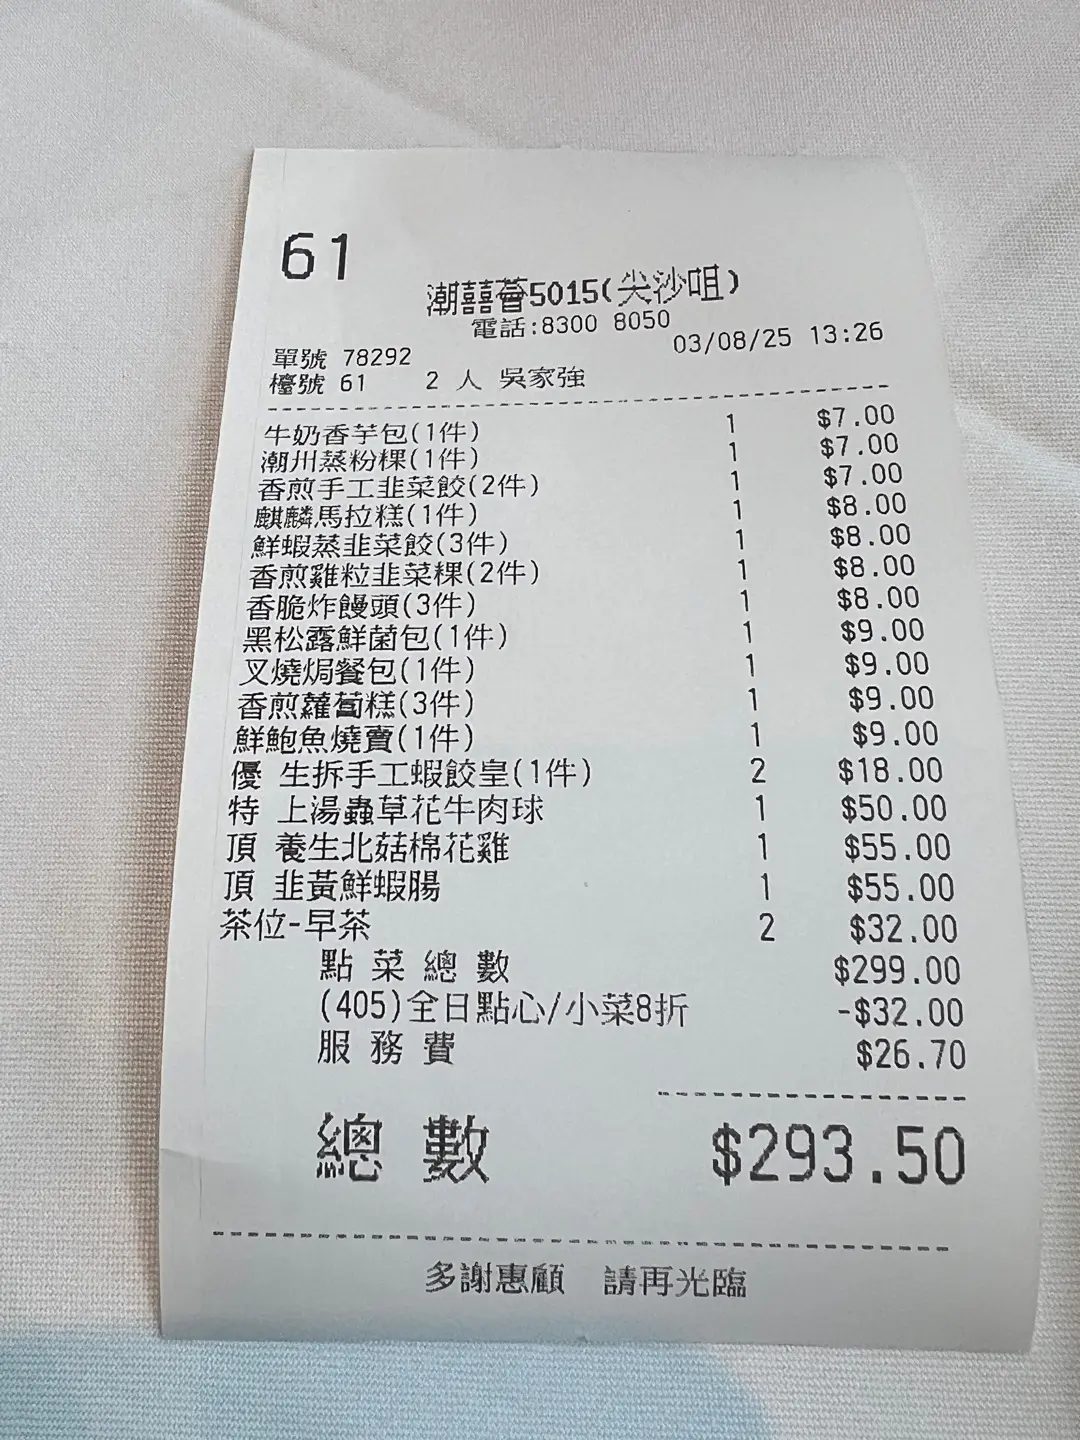 61
潮囍薈5015(尖沙咀)
電話:8300 8050
03/08/25 13:26
單號 78292
檯號 61 2 人 吳家強
牛奶香芋包(1件) 1 $7.00
潮州蒸粉粿(1件) 1 $7.00
香煎手工韭菜餃(2件) 1 $7.00
麒麟馬拉糕(1件) 1 $8.00
鮮蝦蒸韭菜餃(3件) 1 $8.00
香煎雞粒韭菜粿(2件) 1 $8.00
香脆炸饅頭(3件) 1 $8.00
黑松露鮮菌包(1件) 1 $9.00
叉燒焗餐包(1件) 1 $9.00
香煎蘿蔔糕(3件) 1 $9.00
鮮鮑魚燒賣(1件) 1 $9.00
優 生拆手工蝦餃皇(1件) 2 $18.00
特 上湯蟲草花牛肉球 1 $50.00
頂 養生北菇棉花雞 1 $55.00
頂 韭黃鮮蝦腸 1 $55.00
茶位-早茶 2 $32.00
點 菜 總 數 $299.00
(405)全日點心/小菜8折 -$32.00
服 務 費 $26.70
總 數 $293.50
多謝惠顧 請再光臨